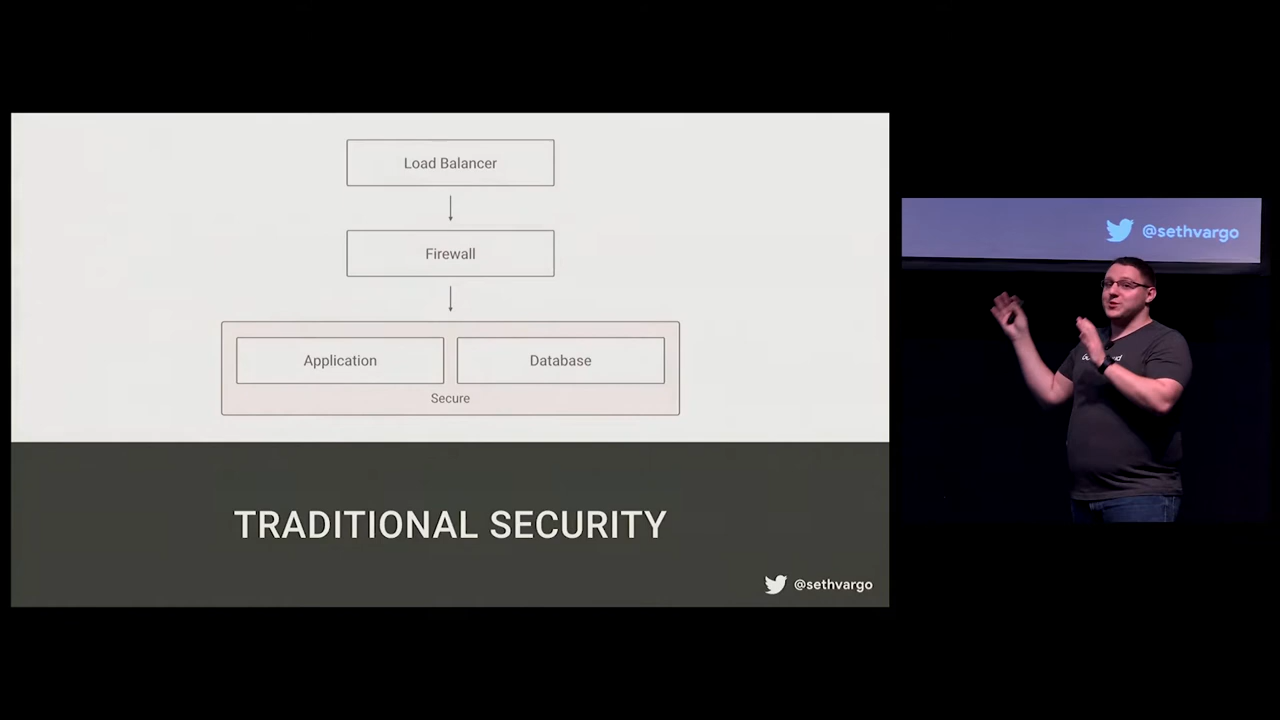 Load Balancer
Firewall
Application
Database
Secure
TRADITIONAL SECURITY
@sethvargo
@sethvargo